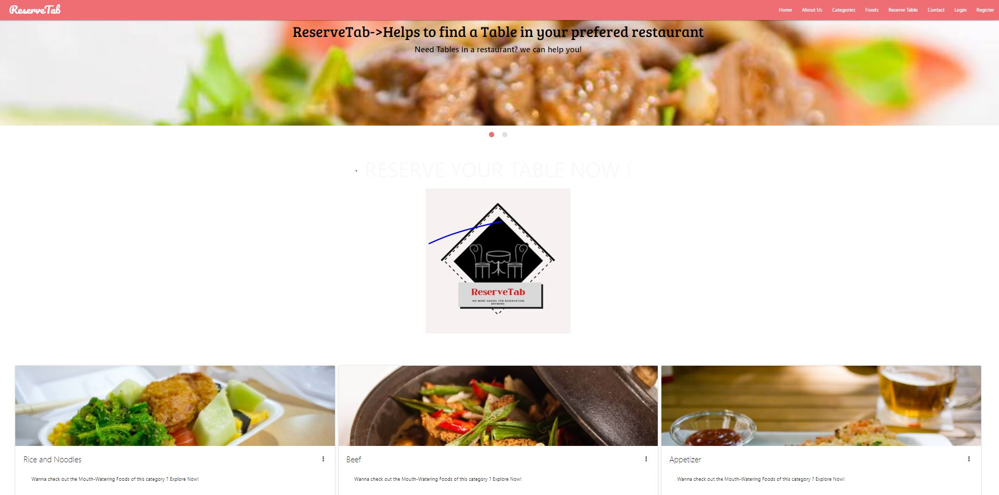 ReserveTab
Home About Us Categories Foods Reserve Table Contact Login Register
ReserveTab->Helps to find a Table in your prefered restaurant
Need Tables in a restaurant? we can help you!
RESERVE YOUR TABLE NOW !
ReserveTab
NO MORE HASSEL FOR RESERVATION
ANYMORE
Rice and Noodles
Wanna check out the Mouth-Watering Foods of this category ? Explore Now!
Beef
Wanna check out the Mouth-Watering Foods of this category ? Explore Now!
Appetizer
Wanna check out the Mouth-Watering Foods of this category ? Explore Now!